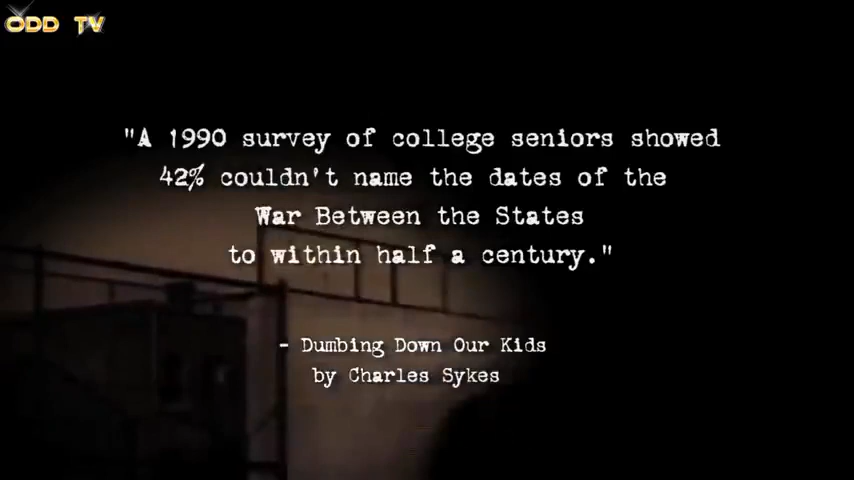 ODD TV
"A 1990 survey of college seniors showed
42% couldn't name the dates of the
War Between the States
to within half a century."
- Dumbing Down Our Kids
by Charles Sykes